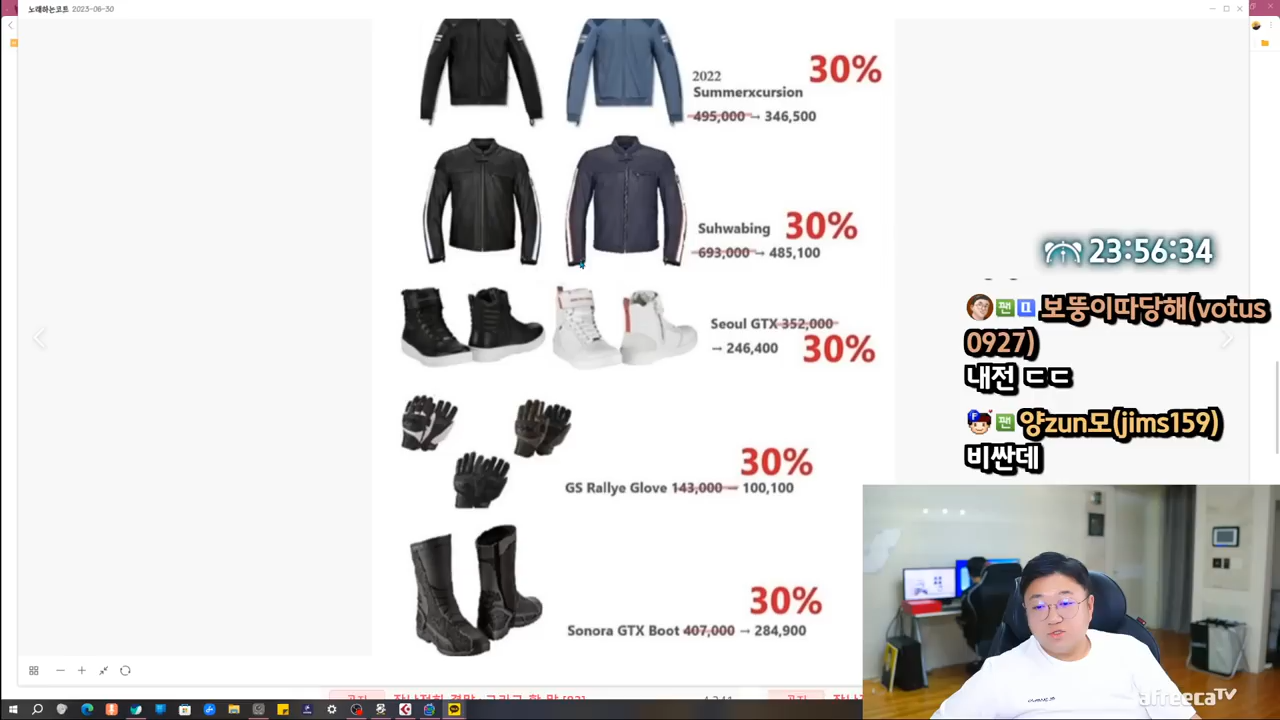 노래하는코트 2023-06-30
2022
Summerxcursion
30%
495,000 → 346,500
Suhwabing
30%
693,000 → 485,100
Seoul GTX 352,000
→ 246,400
30%
30%
GS Rallye Glove 143,000 → 100,100
30%
Sonora GTX Boot 407,000 → 284,900
23:56:34
팬 보뚱이따당해(votus
0927)
내전 ㄷㄷ
F 팬 양zun모(jims159)
비싼데
afreecaTV